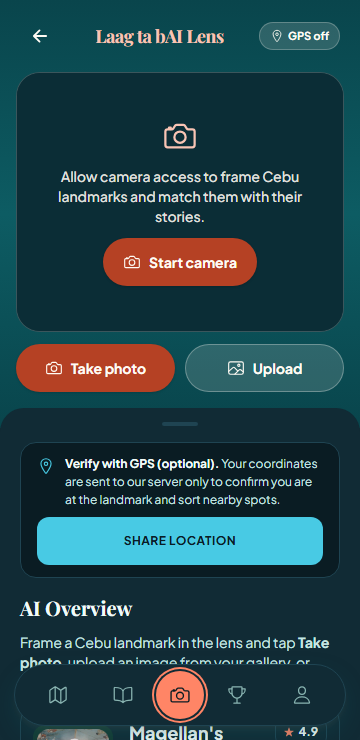 Laag ta bAI Lens
GPS off
Allow camera access to frame Cebu
landmarks and match them with their
stories.
Start camera
Take photo
Upload
Verify with GPS (optional). Your coordinates
are sent to our server only to confirm you are
at the landmark and sort nearby spots.
SHARE LOCATION
AI Overview
Frame a Cebu landmark in the lens and tap Take
photo, upload an image from your gallery, or
Magellan's
4.9